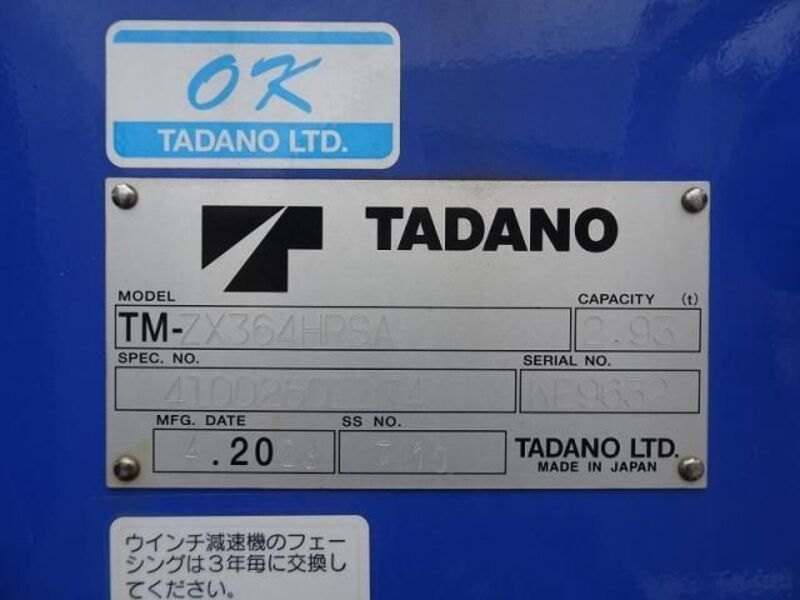 OK
TADANO LTD.
TADANO
MODEL
CAPACITY (t)
TM-ZX364HPSA
2.93
SPEC. NO.
SERIAL NO.
MFG. DATE
SS NO.
4.20
TADANO LTD.
MADE IN JAPAN
ウインチ減速機のフェー
シングは3年毎に交換し
てください。